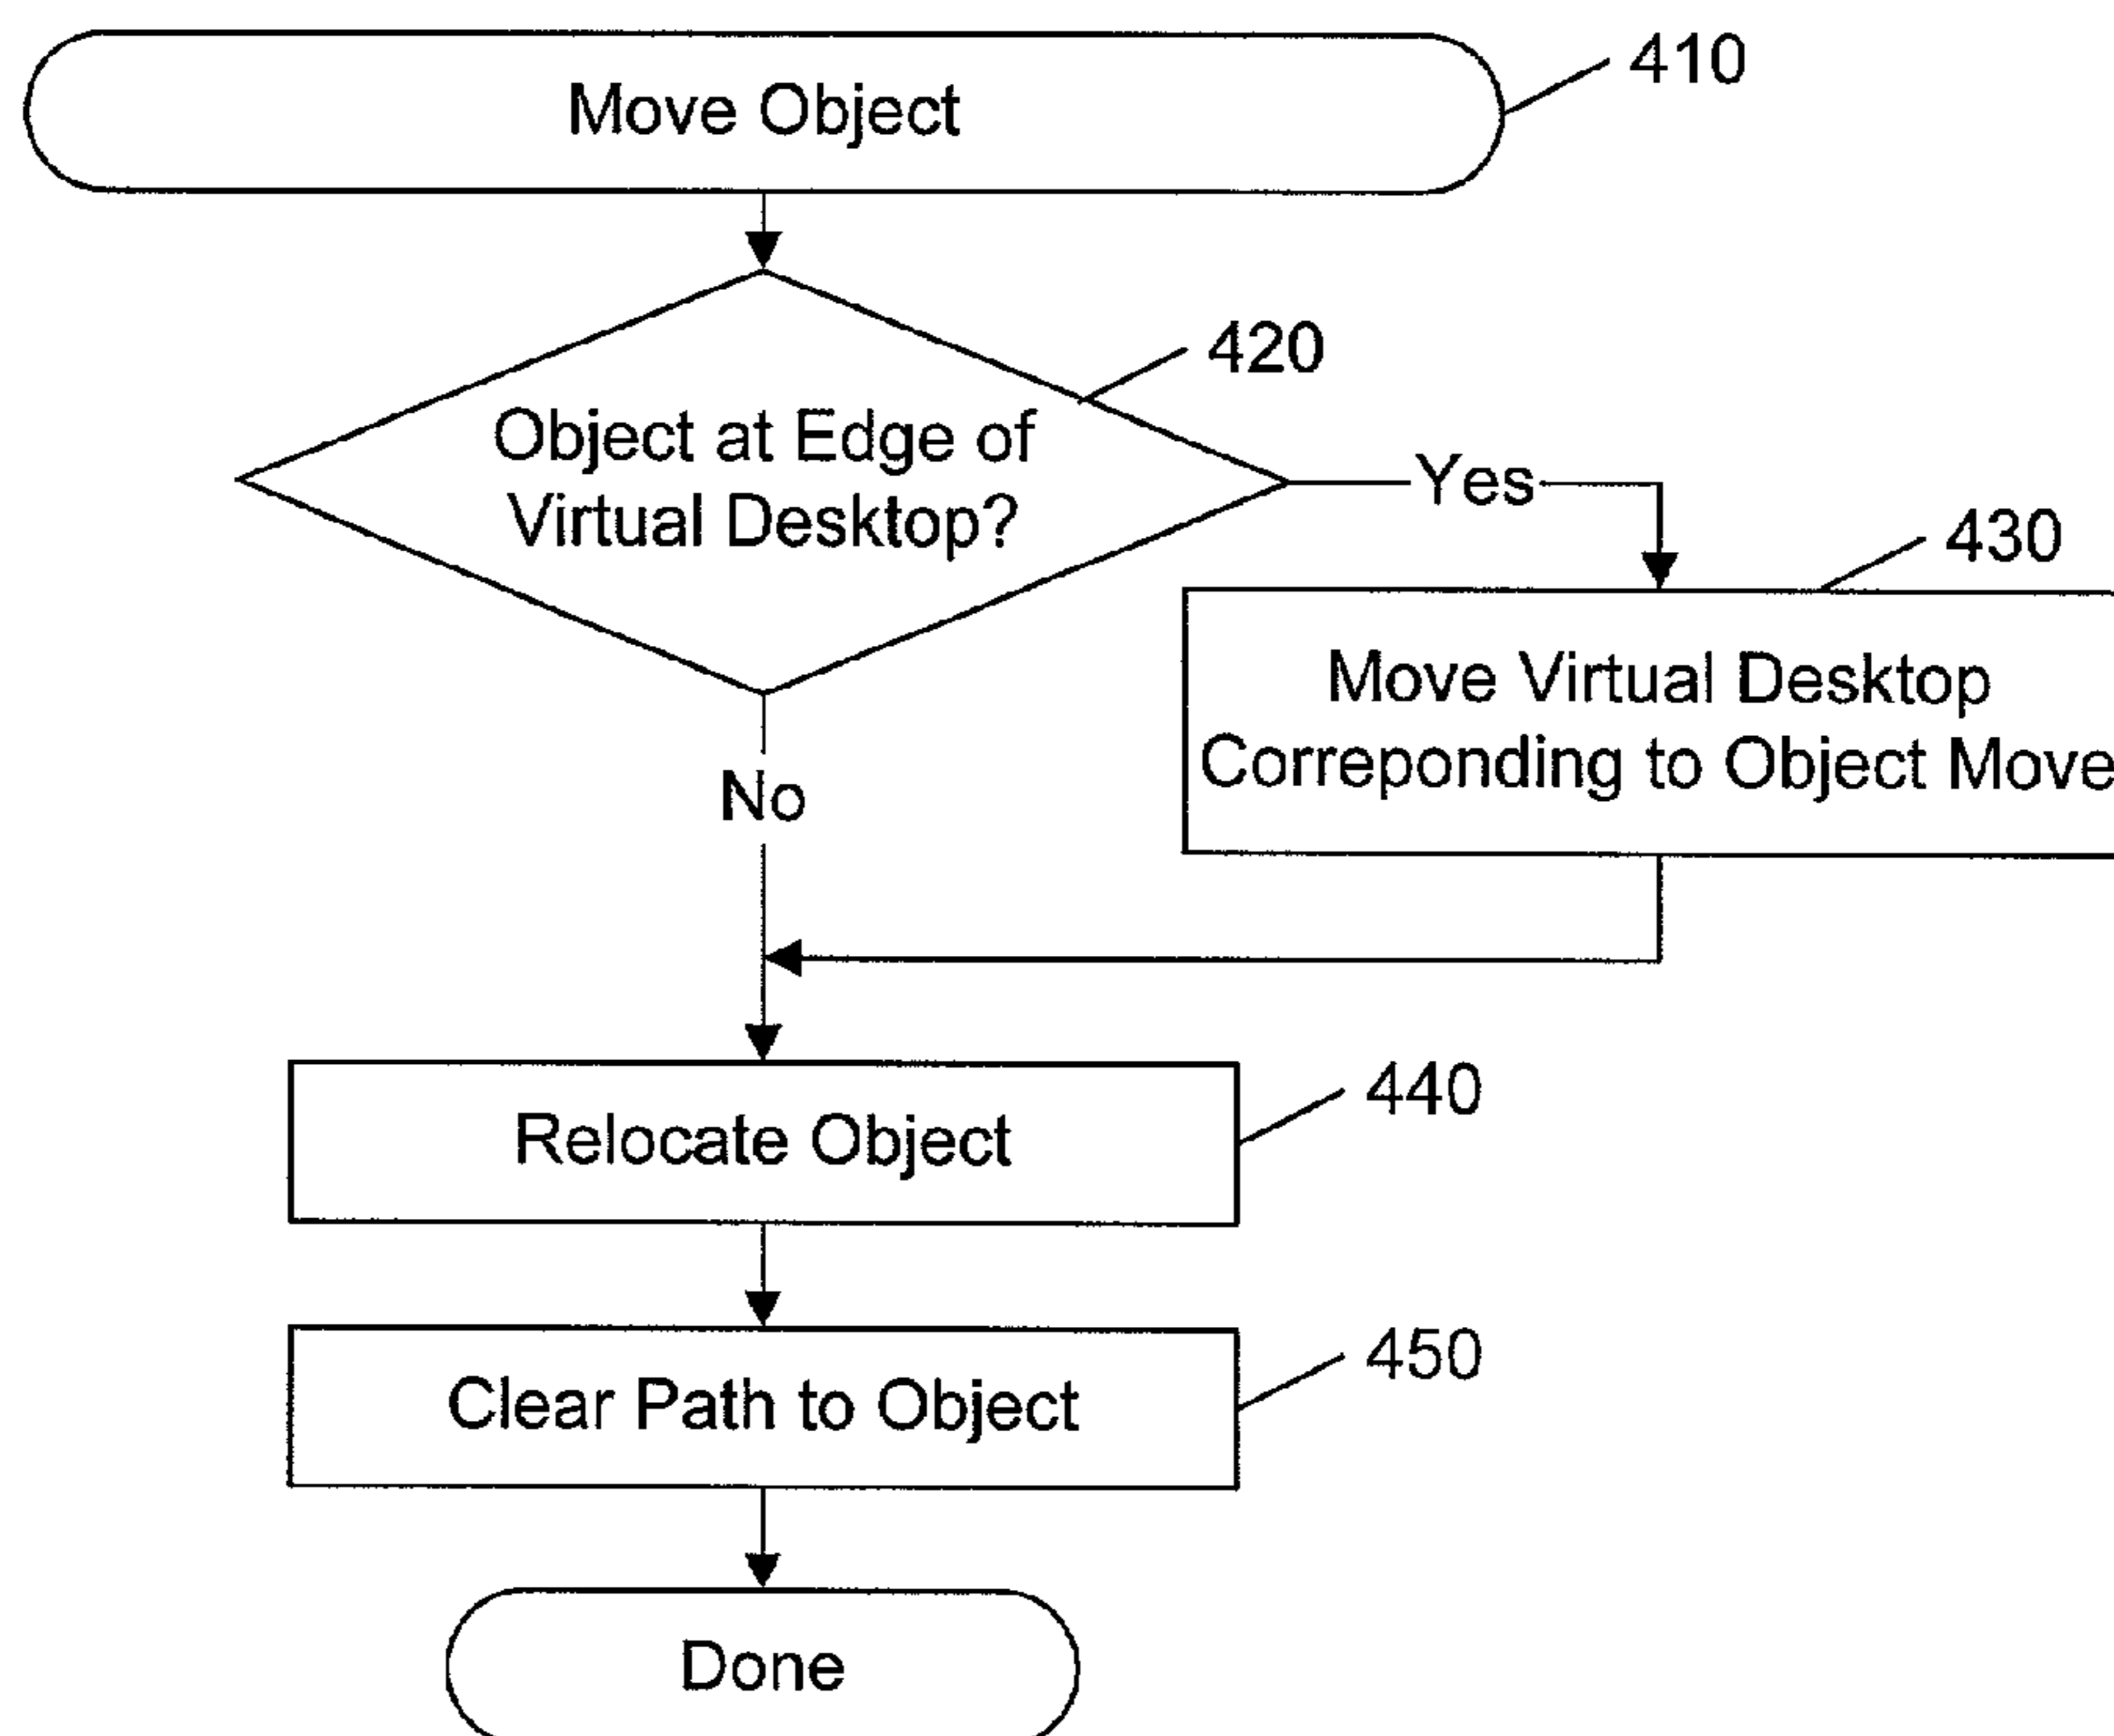 Move Object
410
Object at Edge of
Virtual Desktop?
420
Yes
430
Move Virtual Desktop
Correponding to Object Move
No
Relocate Object
440
Clear Path to Object
450
Done